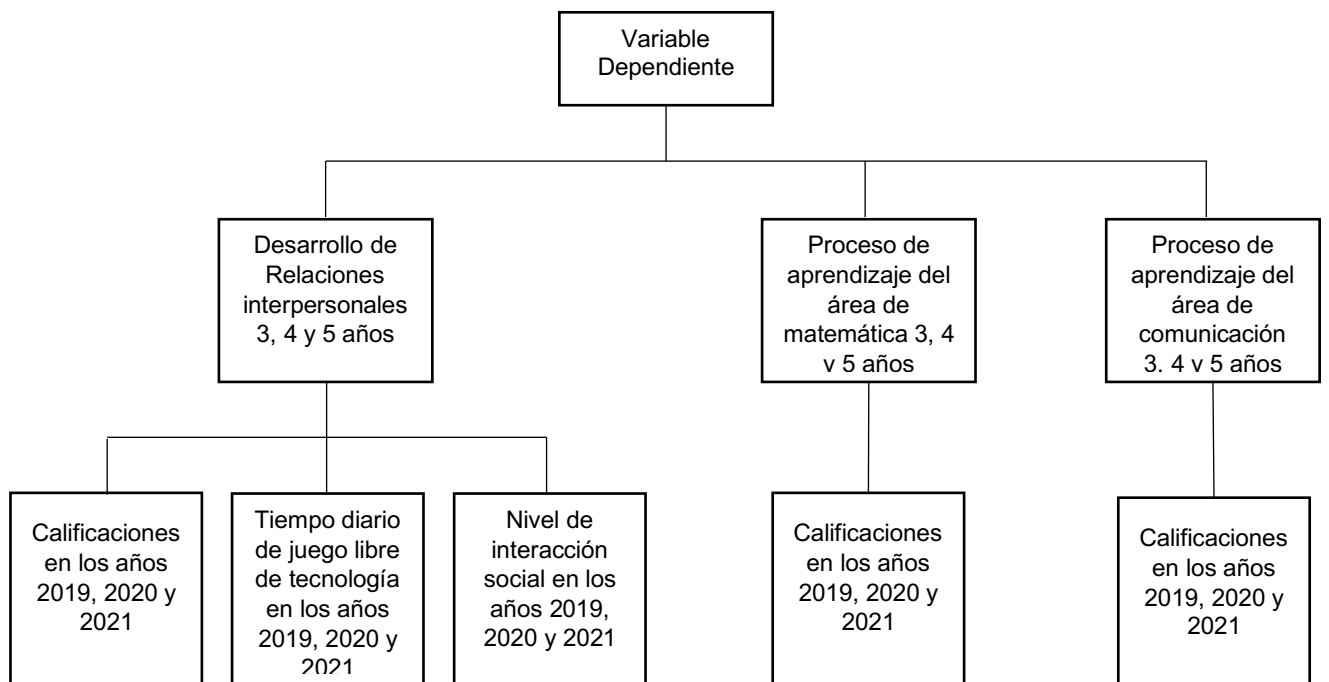 Variable
Dependiente
Desarrollo de
Relaciones
interpersonales
3, 4 y 5 años
Proceso de
aprendizaje del
área de
matemática 3, 4
v 5 años
Proceso de
aprendizaje del
área de
comunicación
3. 4 v 5 años
Calificaciones
en los años
2019, 2020 y
2021
Tiempo diario
de juego libre
de tecnología
en los años
2019, 2020 y
2021
Nivel de
interacción
social en los
años 2019,
2020 y 2021
Calificaciones
en los años
2019, 2020 y
2021
Calificaciones
en los años
2019, 2020 y
2021